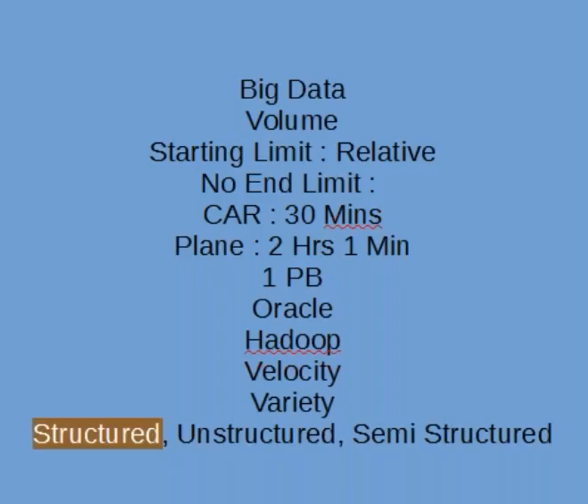 Big Data
Volume
Starting Limit : Relative
No End Limit :
CAR : 30 Mins
Plane : 2 Hrs 1 Min
1 PB
Oracle
Hadoop
Velocity
Variety
Structured, Unstructured, Semi Structured